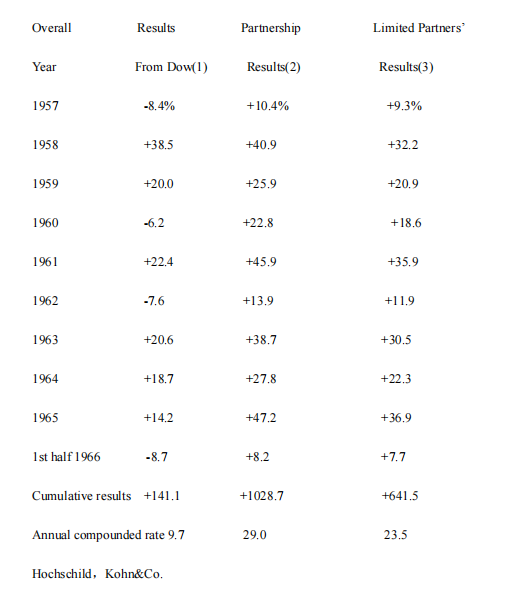 Overall Results Partnership Limited Partners’
Year From Dow(1) Results(2) Results(3)
1957 -8.4% +10.4% +9.3%
1958 +38.5 +40.9 +32.2
1959 +20.0 +25.9 +20.9
1960 -6.2 +22.8 +18.6
1961 +22.4 +45.9 +35.9
1962 -7.6 +13.9 +11.9
1963 +20.6 +38.7 +30.5
1964 +18.7 +27.8 +22.3
1965 +14.2 +47.2 +36.9
1st half 1966 -8.7 +8.2 +7.7
Cumulative results +141.1 +1028.7 +641.5
Annual compounded rate 9.7 29.0 23.5
Hochschild，Kohn&Co.